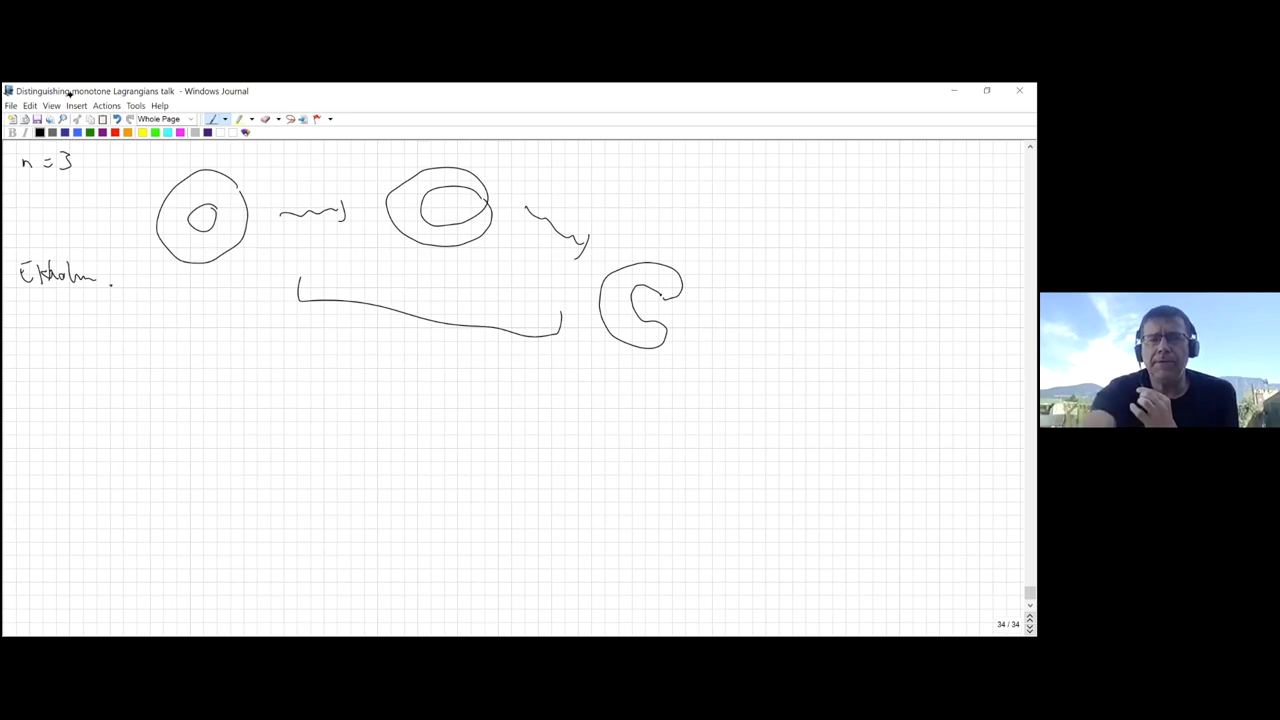 Distinguishing monotone Lagrangians talk - Windows Journal
File Edit View Insert Actions Tools Help
Whole Page
B I
n = 3
Ekholm.
34 / 34